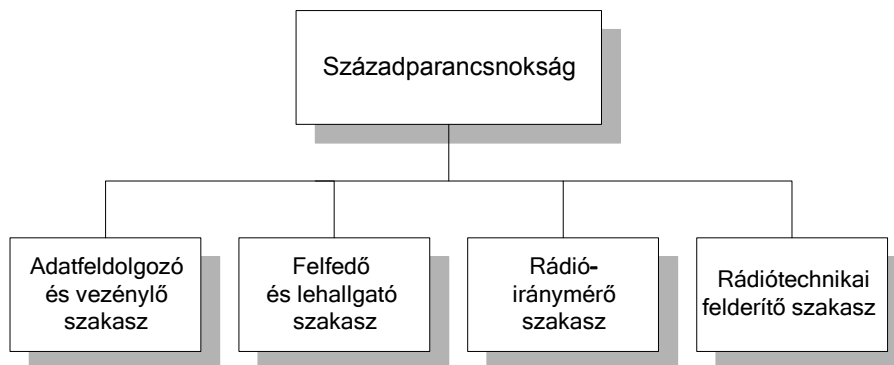 Századparancsnokság
Adatfeldolgozó
és vezénylő
szakasz
Felfedő
és lehallgató
szakasz
Rádió-
iránymérő
szakasz
Rádiótechnikai
felderítő szakasz